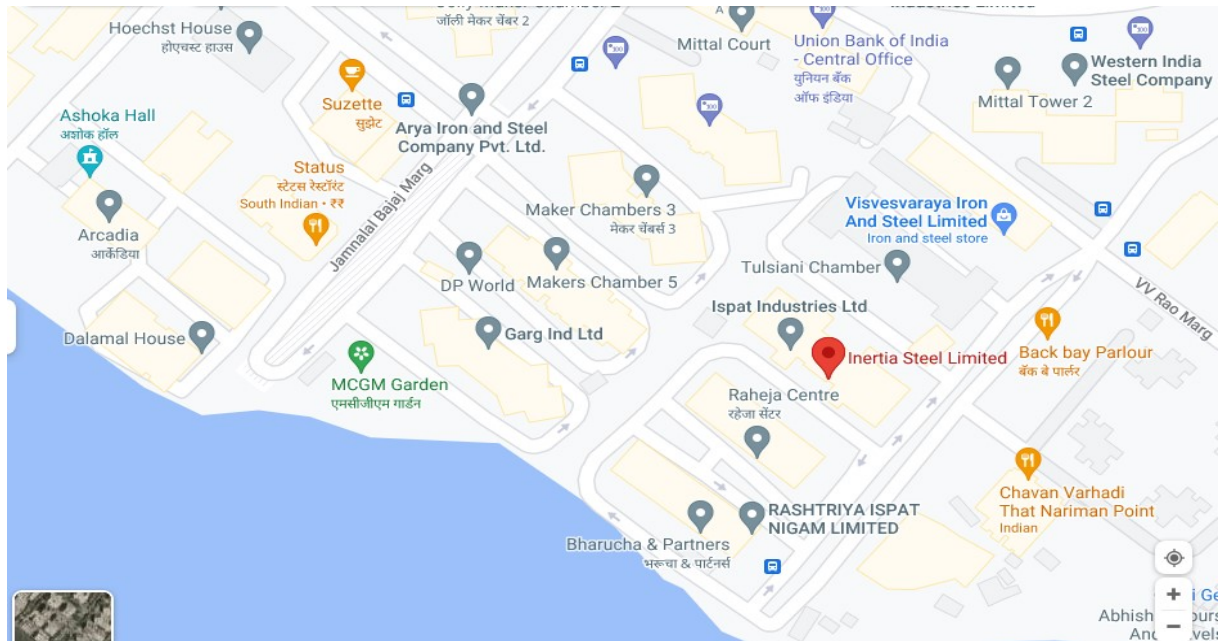 Hoechst House
होएचस्ट हाउस
जॉली मेकर चेंबर 2
A
Mittal Court
Union Bank of India
- Central Office
युनियन बँक
ऑफ इंडिया
Western India
Steel Company
Mittal Tower 2
Suzette
सुझेट
Arya Iron and Steel
Company Pvt. Ltd.
Ashoka Hall
अशोक हॉल
Status
स्टेटस रेस्टॉरंट
South Indian • ₹₹
Jamnalal Bajaj Marg
Arcadia
आर्केडिया
Maker Chambers 3
मेकर चेंबर्स 3
Visvesvaraya Iron
And Steel Limited
Iron and steel store
Tulsiani Chamber
DP World
Makers Chamber 5
VV Rao Marg
Ispat Industries Ltd
Garg Ind Ltd
Dalamal House
Inertia Steel Limited
Back bay Parlour
बॅक बे पार्लर
MCGM Garden
एमसीजीएम गार्डन
Raheja Centre
रहेजा सेंटर
Chavan Varhadi
That Nariman Point
Indian
RASHTRIYA ISPAT
NIGAM LIMITED
Bharucha & Partners
भरूचा & पार्टनर्स
Abhish